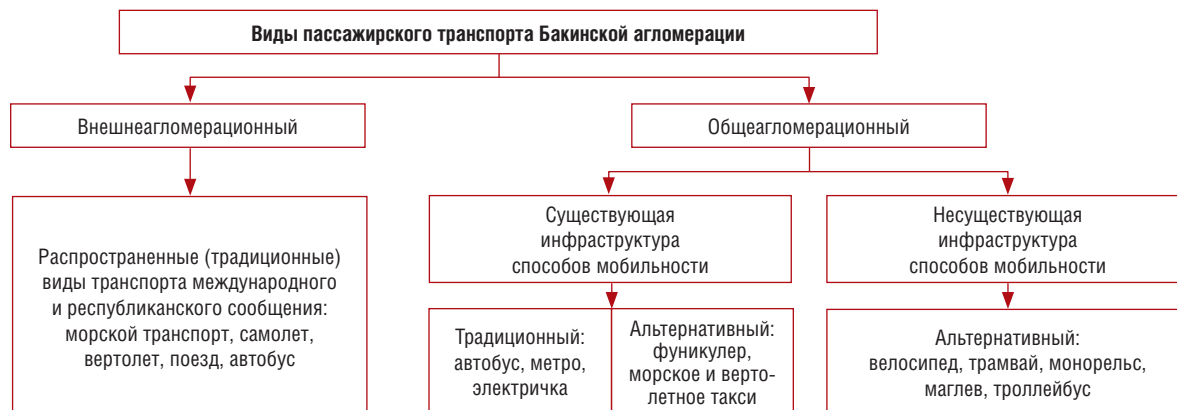 Виды пассажирского транспорта Бакинской агломерации
Внешнеагломерационный
Общеагломерационный
Распространенные (традиционные)
виды транспорта международного
и республиканского сообщения:
морской транспорт, самолет,
вертолет, поезд, автобус
Существующая
инфраструктура
способов мобильности
Несуществующая
инфраструктура
способов мобильности
Традиционный:
автобус, метро,
электричка
Альтернативный:
фуникулер,
морское и верто-
летное такси
Альтернативный:
велосипед, трамвай, монорельс,
маглев, троллейбус